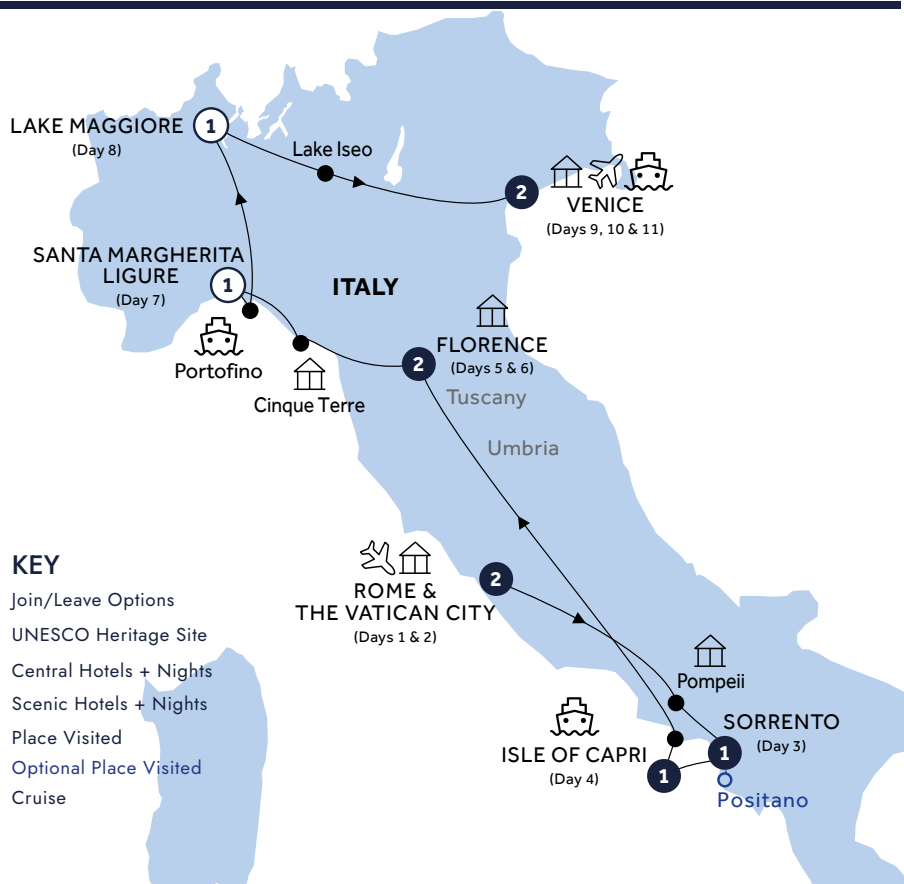 LAKE MAGGIORE
1
(Day 8)
Lake Iseo
2
VENICE
(Days 9, 10 & 11)
SANTA MARGHERITA
LIGURE
1
(Day 7)
ITALY
Portofino
Cinque Terre
2
FLORENCE
(Days 5 & 6)
Tuscany
Umbria
2
ROME &
THE VATICAN CITY
(Days 1 & 2)
Pompeii
SORRENTO
(Day 3)
1
ISLE OF CAPRI
(Day 4)
1
Positano
KEY
Join/Leave Options
UNESCO Heritage Site
Central Hotels + Nights
Scenic Hotels + Nights
Place Visited
Optional Place Visited
Cruise